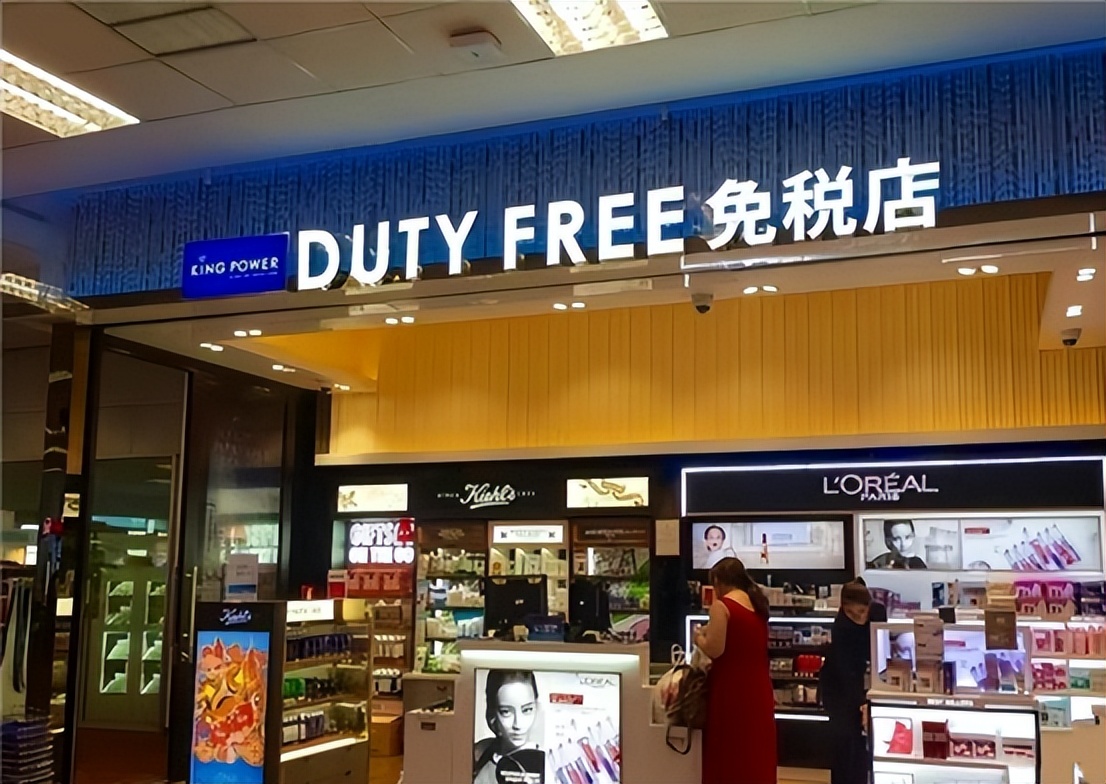 KING POWER
DUTY FREE 免税店
Kiehl's
L'ORÉAL
PARIS
GIFTS
ON THE GO
Kiehl's
L'ORÉAL